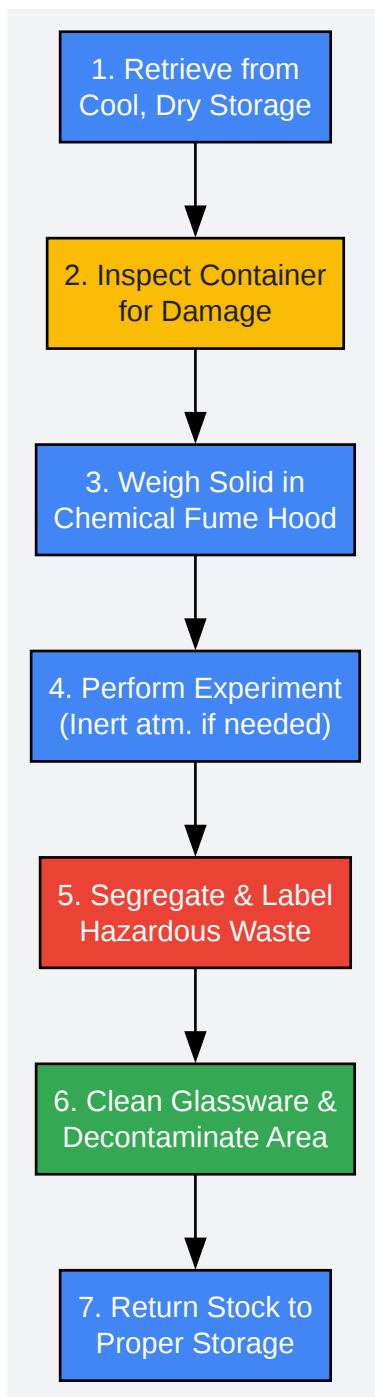 1. Retrieve from
Cool, Dry Storage
2. Inspect Container
for Damage
3. Weigh Solid in
Chemical Fume Hood
4. Perform Experiment
(Inert atm. if needed)
5. Segregate & Label
Hazardous Waste
6. Clean Glassware &
Decontaminate Area
7. Return Stock to
Proper Storage